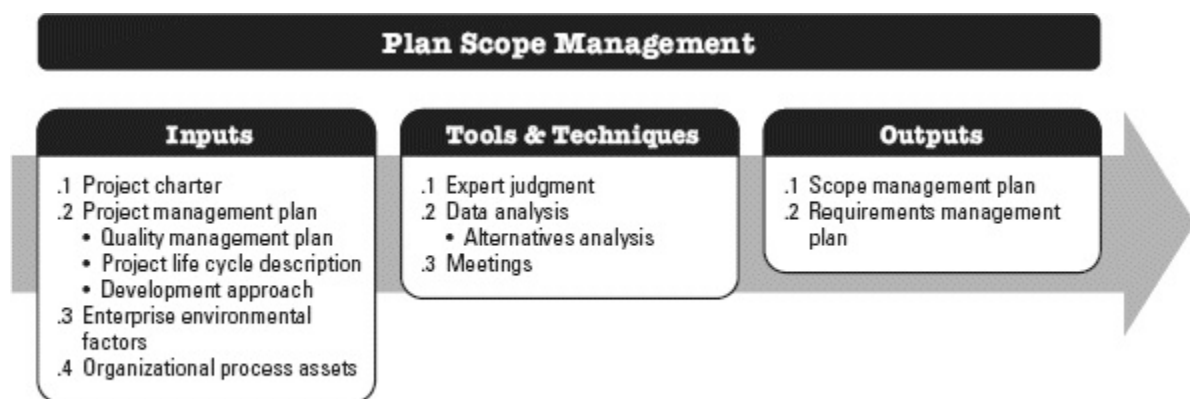 Plan Scope Management
Inputs
.1 Project charter
.2 Project management plan
• Quality management plan
• Project life cycle description
• Development approach
.3 Enterprise environmental
factors
.4 Organizational process assets
Tools & Techniques
.1 Expert judgment
.2 Data analysis
• Alternatives analysis
.3 Meetings
Outputs
.1 Scope management plan
.2 Requirements management
plan